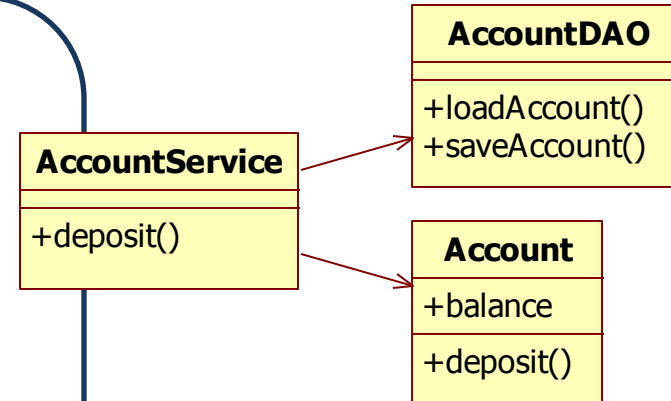 AccountDAO
+loadAccount()
+saveAccount()
AccountService
+deposit()
Account
+balance
+deposit()